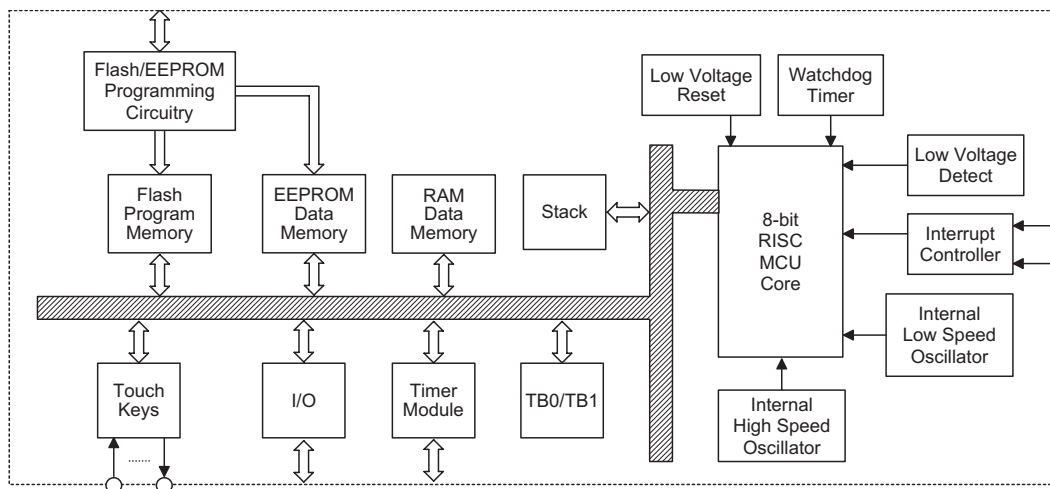 Flash/EEPROM
Programming
Circuitry
Low Voltage
Reset
Watchdog
Timer
Low Voltage
Detect
Flash
Program
Memory
EEPROM
Data
Memory
RAM
Data
Memory
Stack
8-bit
RISC
MCU
Core
Interrupt
Controller
Internal
Low Speed
Oscillator
Touch
Keys
I/O
Timer
Module
TB0/TB1
Internal
High Speed
Oscillator